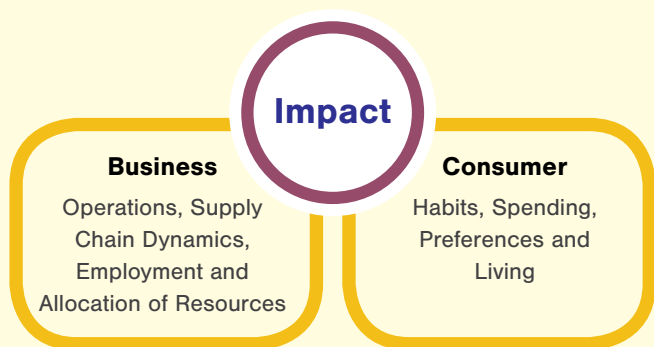 Impact
Business
Operations, Supply
Chain Dynamics,
Employment and
Allocation of Resources
Consumer
Habits, Spending,
Preferences and
Living